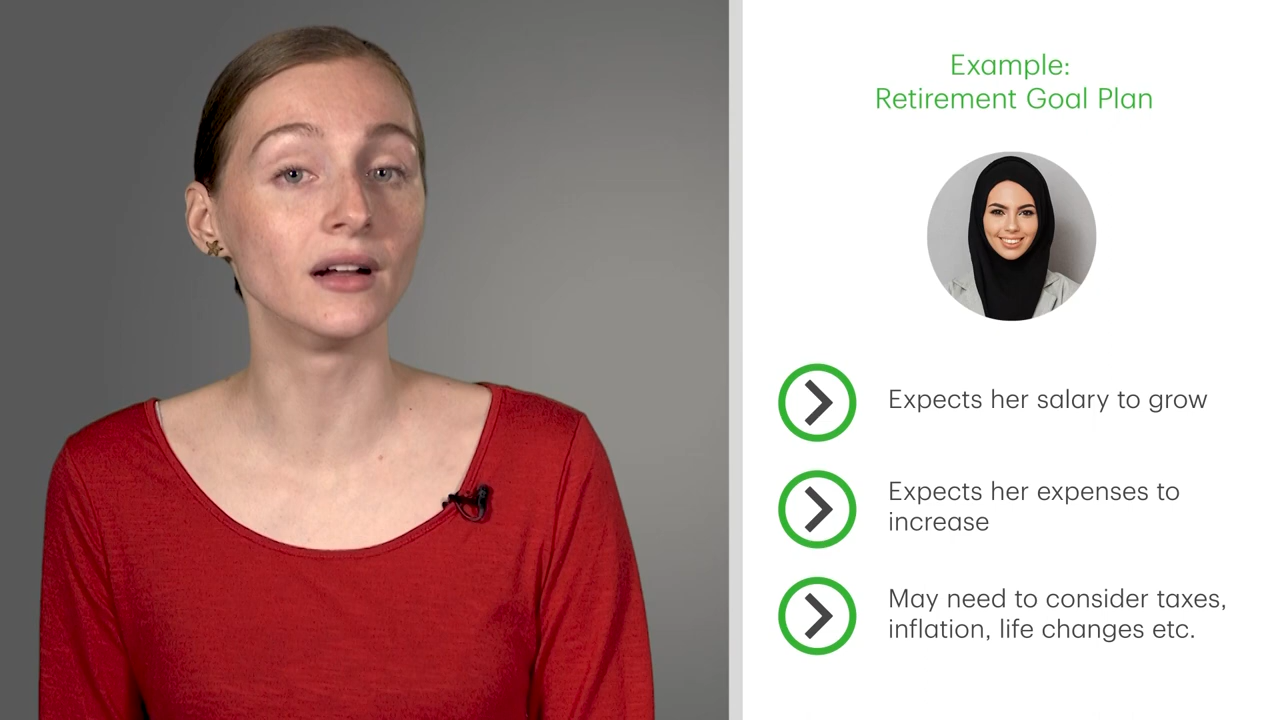 Example:
Retirement Goal Plan
Expects her salary to grow
Expects her expenses to
increase
May need to consider taxes,
inflation, life changes etc.